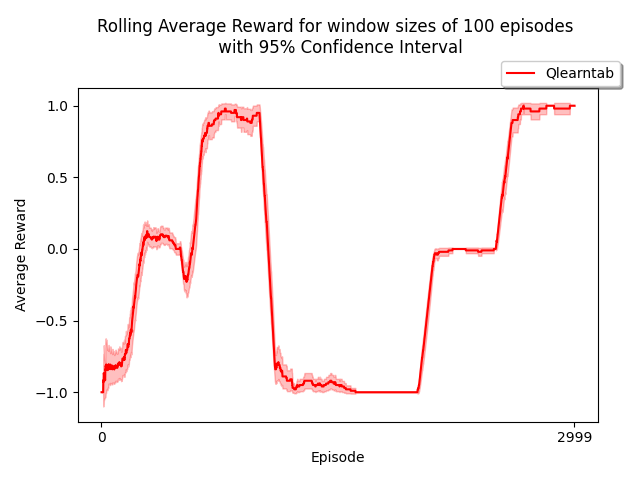 Rolling Average Reward for window sizes of 100 episodes
with 95% Confidence Interval
Qlearntab
1.0
0.5
0.0
−0.5
−1.0
Average Reward
0
2999
Episode